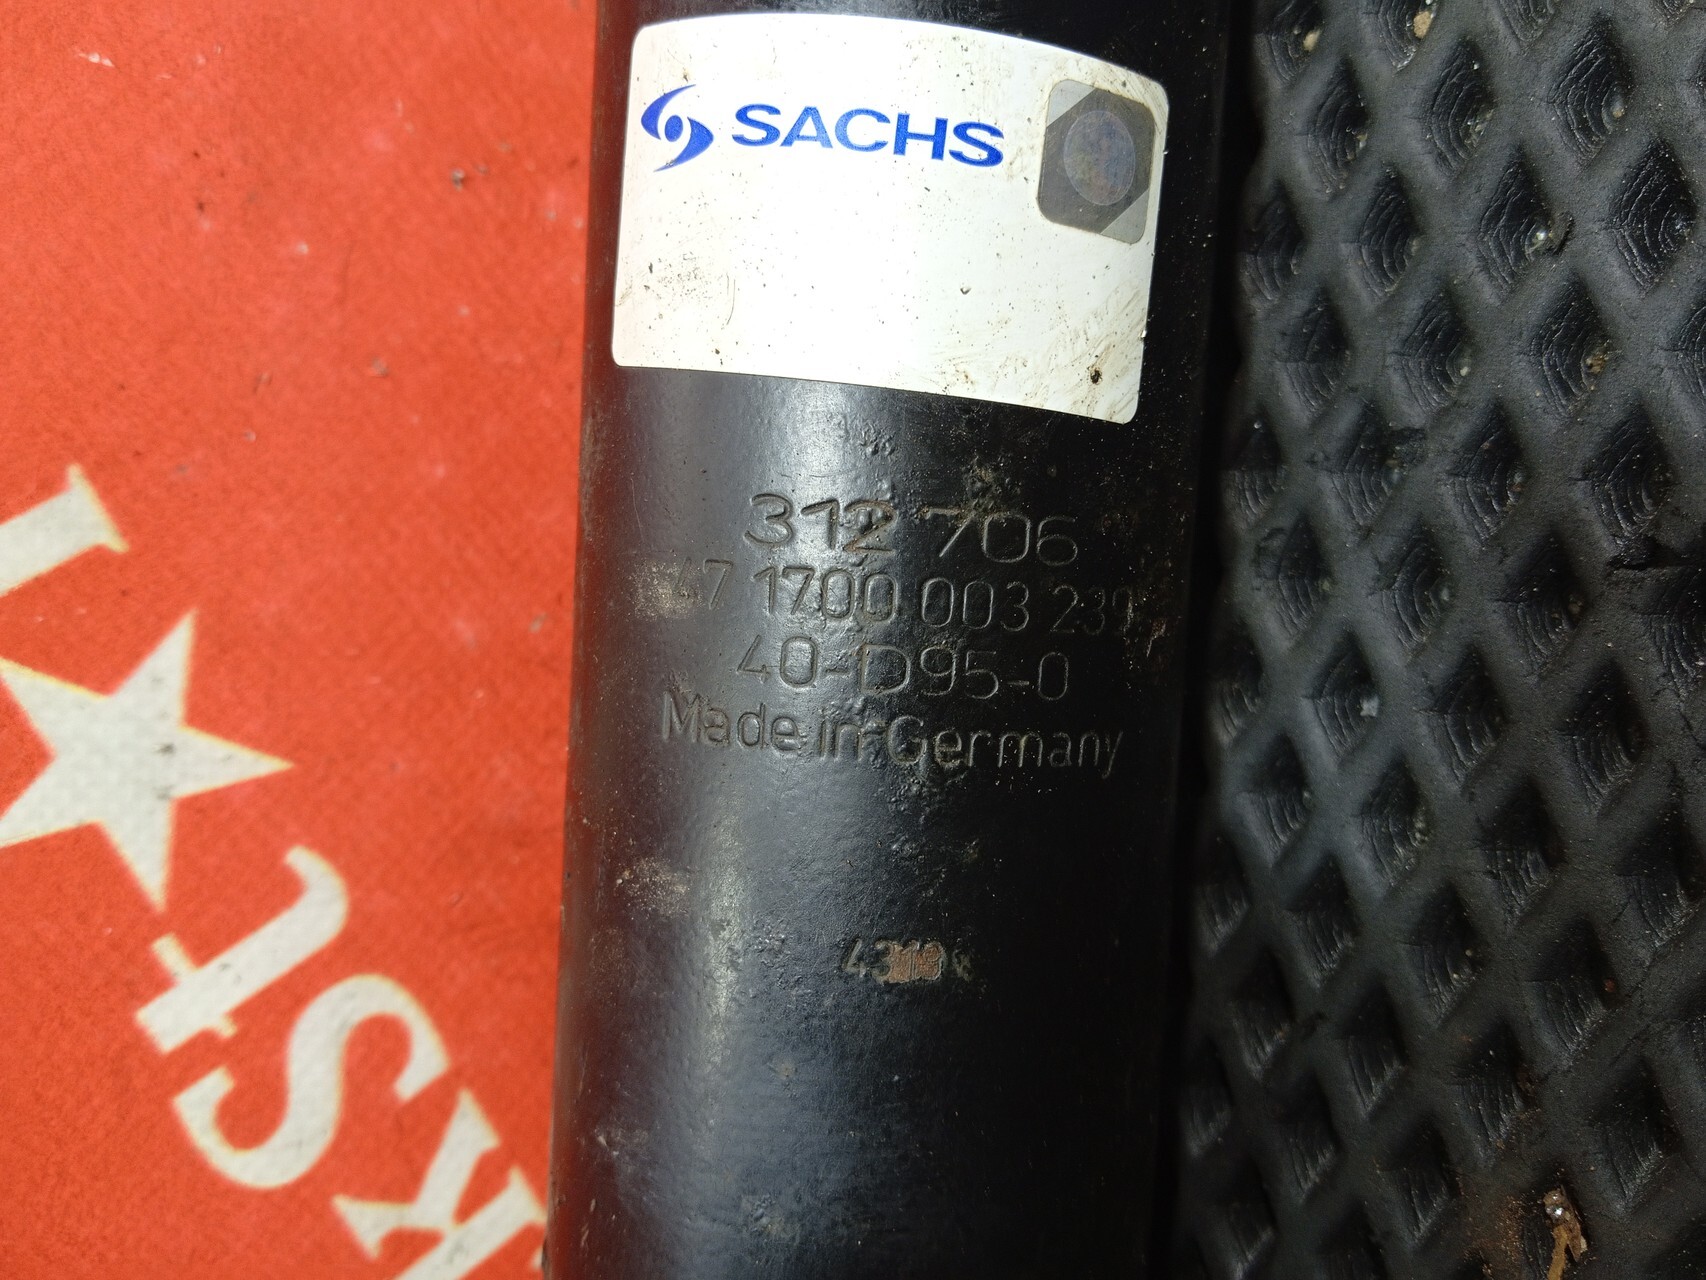 SACHS
312 706
47 1700 003 239
40-D95-0
Made in Germany